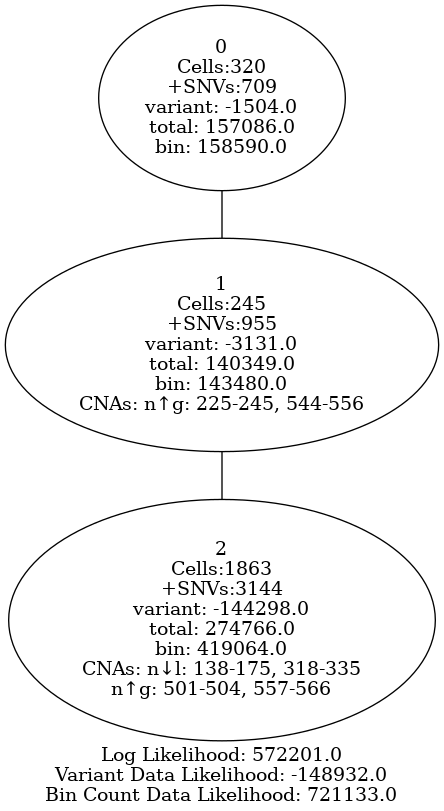 0
Cells:320
+SNVs:709
variant: -1504.0
total: 157086.0
bin: 158590.0
1
Cells:245
+SNVs:955
variant: -3131.0
total: 140349.0
bin: 143480.0
CNAs: n↑g: 225-245, 544-556
2
Cells:1863
+SNVs:3144
variant: -144298.0
total: 274766.0
bin: 419064.0
CNAs: n↓l: 138-175, 318-335
n↑g: 501-504, 557-566
Log Likelihood: 572201.0
Variant Data Likelihood: -148932.0
Bin Count Data Likelihood: 721133.0